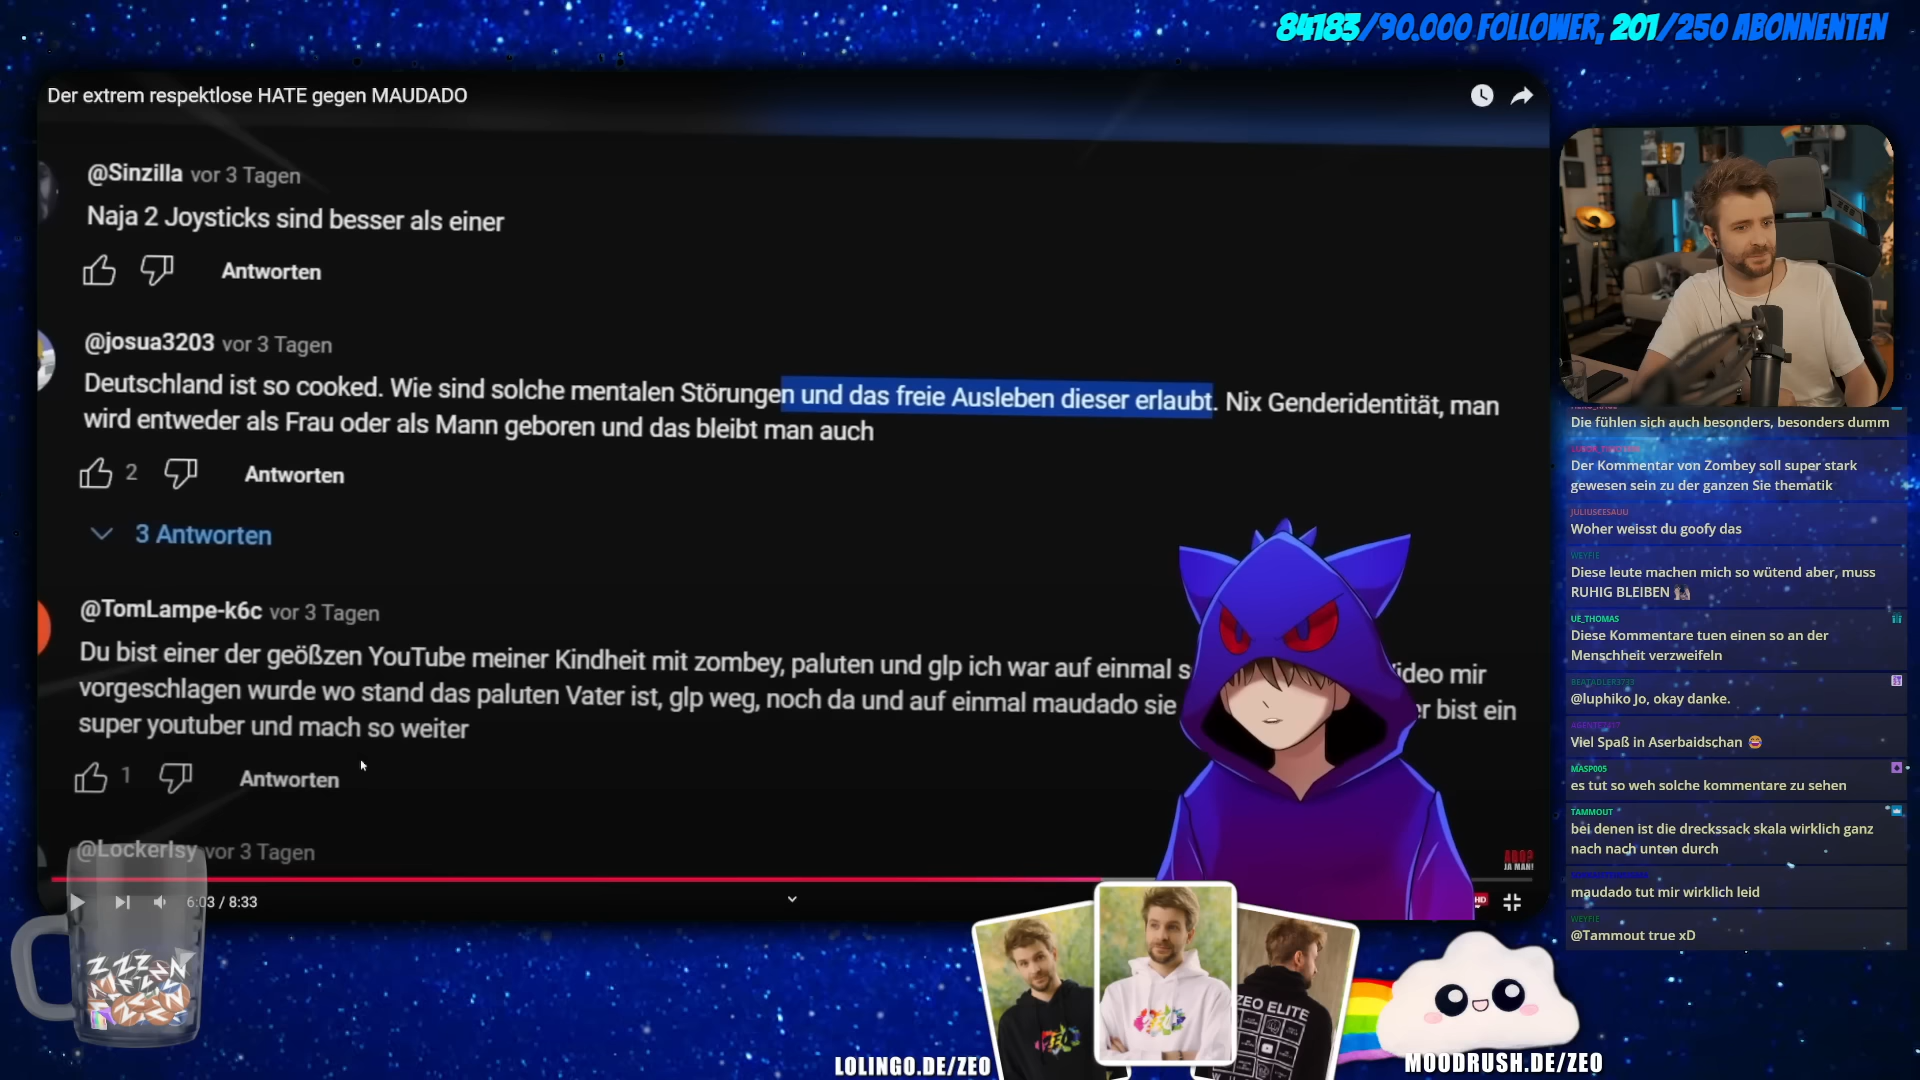 84183/90.000 FOLLOWER, 201/250 ABONNENTEN
Der extrem respektlose HATE gegen MAUDADO
@Sinzilla vor 3 Tagen
Naja 2 Joysticks sind besser als einer
Antworten
@josua3203 vor 3 Tagen
Deutschland ist so cooked. Wie sind solche mentalen Störungen und das freie Ausleben dieser erlaubt. Nix Genderidentität, man
wird entweder als Frau oder als Mann geboren und das bleibt man auch
2 Antworten
3 Antworten
@TomLampe-k6c vor 3 Tagen
Du bist einer der geößzen YouTube meiner Kindheit mit zombey, paluten und glp ich war auf einmal s ideo mir
vorgeschlagen wurde wo stand das paluten Vater ist, glp weg, noch da und auf einmal maudado sie er bist ein
super youtuber und mach so weiter
1 Antworten
@LockerIsy vor 3 Tagen
6:03 / 8:33
ABO?
JA MAN!
HD
Die fühlen sich auch besonders, besonders dumm
Der Kommentar von Zombey soll super stark
gewesen sein zu der ganzen Sie thematik
JULIUSEESAUU
Woher weisst du goofy das
WEYFIE
Diese leute machen mich so wütend aber, muss
RUHIG BLEIBEN
UE_THOMAS
Diese Kommentare tuen einen so an der
Menschheit verzweifeln
BEATADLER3733
@luphiko Jo, okay danke.
Viel Spaß in Aserbaidschan
MASP005
es tut so weh solche kommentare zu sehen
TAMMOUT
bei denen ist die dreckssack skala wirklich ganz
nach nach unten durch
maudado tut mir wirklich leid
WEYFIE
@Tammout true xD
ZEO ELITE
LOLINGO.DE/ZEO
MOODRUSH.DE/ZEO